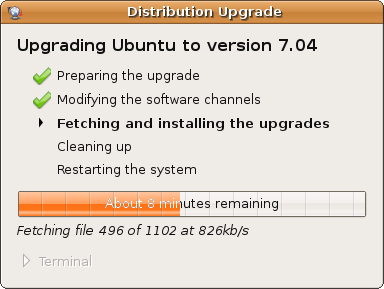 Distribution Upgrade
Upgrading Ubuntu to version 7.04
Preparing the upgrade
Modifying the software channels
Fetching and installing the upgrades
Cleaning up
Restarting the system
About 8 minutes remaining
Fetching file 496 of 1102 at 826kb/s
Terminal